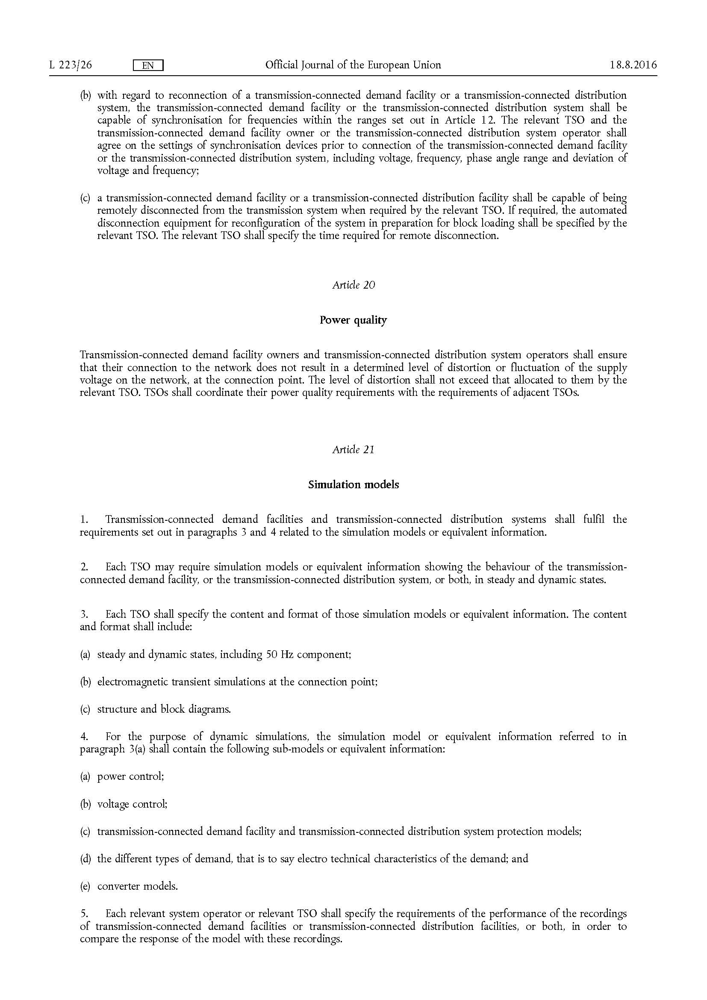 L 223/26 EN Official Journal of the European Union 18.8.2016
(b) with regard to reconnection of a transmission-connected demand facility or a transmission-connected distribution
system, the transmission-connected demand facility or the transmission-connected distribution system shall be
capable of synchronisation for frequencies within the ranges set out in Article 12. The relevant TSO and the
transmission-connected demand facility owner or the transmission-connected distribution system operator shall
agree on the settings of synchronisation devices prior to connection of the transmission-connected demand facility
or the transmission-connected distribution system, including voltage, frequency, phase angle range and deviation of
voltage and frequency;
(c) a transmission-connected demand facility or a transmission-connected distribution facility shall be capable of being
remotely disconnected from the transmission system when required by the relevant TSO. If required, the automated
disconnection equipment for reconfiguration of the system in preparation for block loading shall be specified by the
relevant TSO. The relevant TSO shall specify the time required for remote disconnection.
Article 20
Power quality
Transmission-connected demand facility owners and transmission-connected distribution system operators shall ensure
that their connection to the network does not result in a determined level of distortion or fluctuation of the supply
voltage on the network, at the connection point. The level of distortion shall not exceed that allocated to them by the
relevant TSO. TSOs shall coordinate their power quality requirements with the requirements of adjacent TSOs.
Article 21
Simulation models
1. Transmission-connected demand facilities and transmission-connected distribution systems shall fulfil the
requirements set out in paragraphs 3 and 4 related to the simulation models or equivalent information.
2. Each TSO may require simulation models or equivalent information showing the behaviour of the transmission-
connected demand facility, or the transmission-connected distribution system, or both, in steady and dynamic states.
3. Each TSO shall specify the content and format of those simulation models or equivalent information. The content
and format shall include:
(a) steady and dynamic states, including 50 Hz component;
(b) electromagnetic transient simulations at the connection point;
(c) structure and block diagrams.
4. For the purpose of dynamic simulations, the simulation model or equivalent information referred to in
paragraph 3(a) shall contain the following sub-models or equivalent information:
(a) power control;
(b) voltage control;
(c) transmission-connected demand facility and transmission-connected distribution system protection models;
(d) the different types of demand, that is to say electro technical characteristics of the demand; and
(e) converter models.
5. Each relevant system operator or relevant TSO shall specify the requirements of the performance of the recordings
of transmission-connected demand facilities or transmission-connected distribution facilities, or both, in order to
compare the response of the model with these recordings.